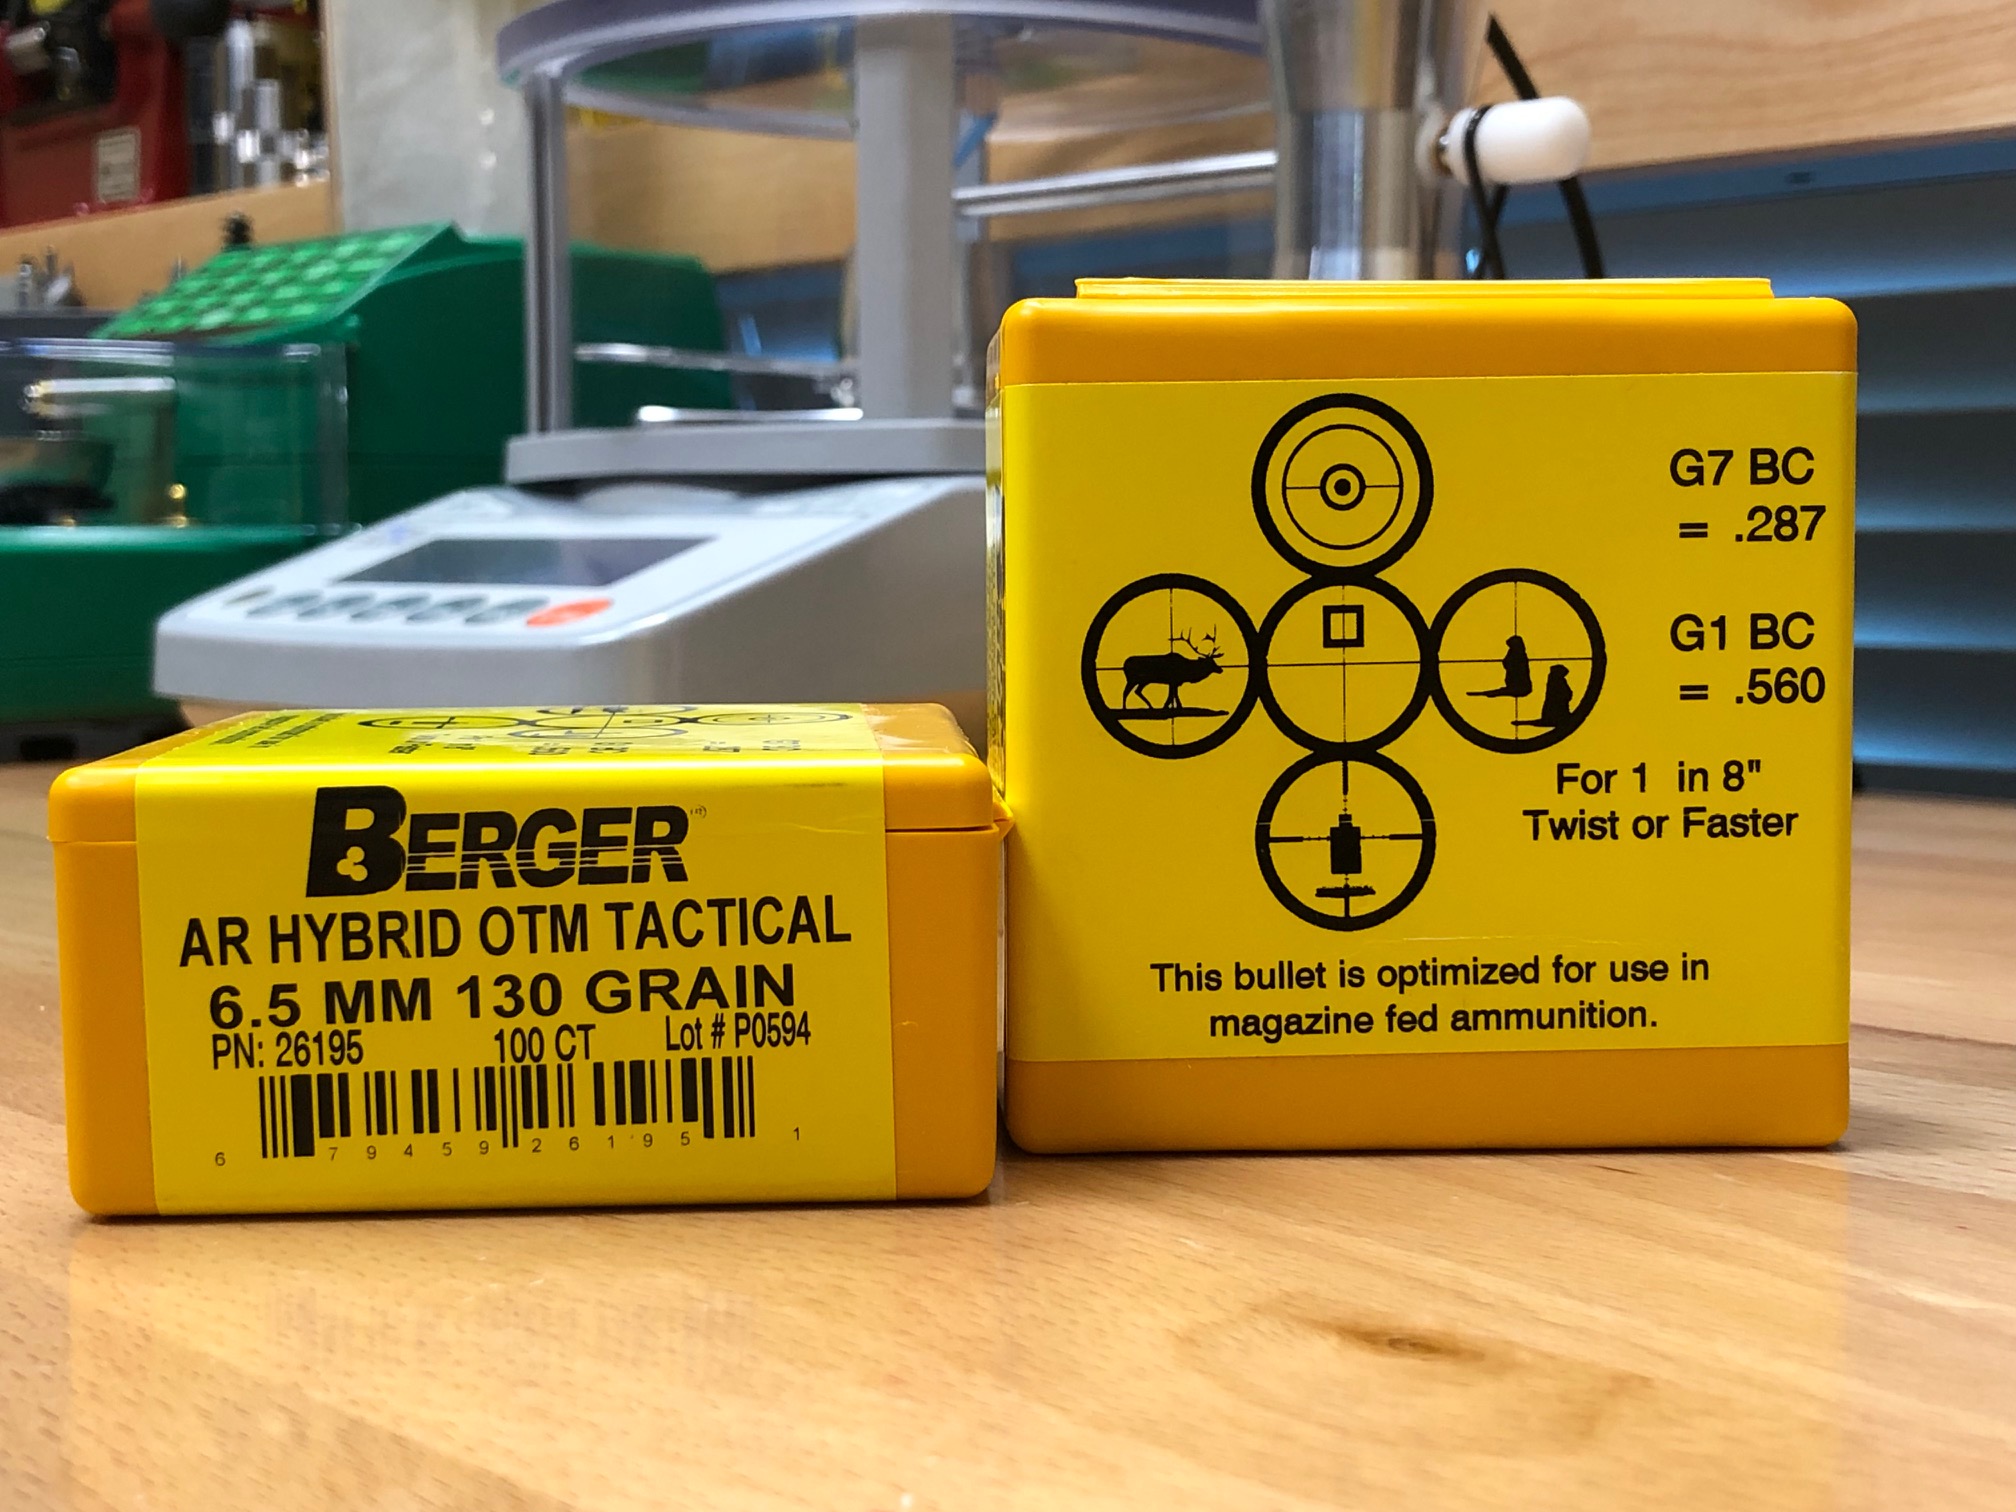 BERGER
AR HYBRID OTM TACTICAL
6.5 MM 130 GRAIN
PN: 26195 100 CT Lot # P0594
6 79459 26195 1
G7 BC
= .287
G1 BC
= .560
For 1 in 8"
Twist or Faster
This bullet is optimized for use in
magazine fed ammunition.